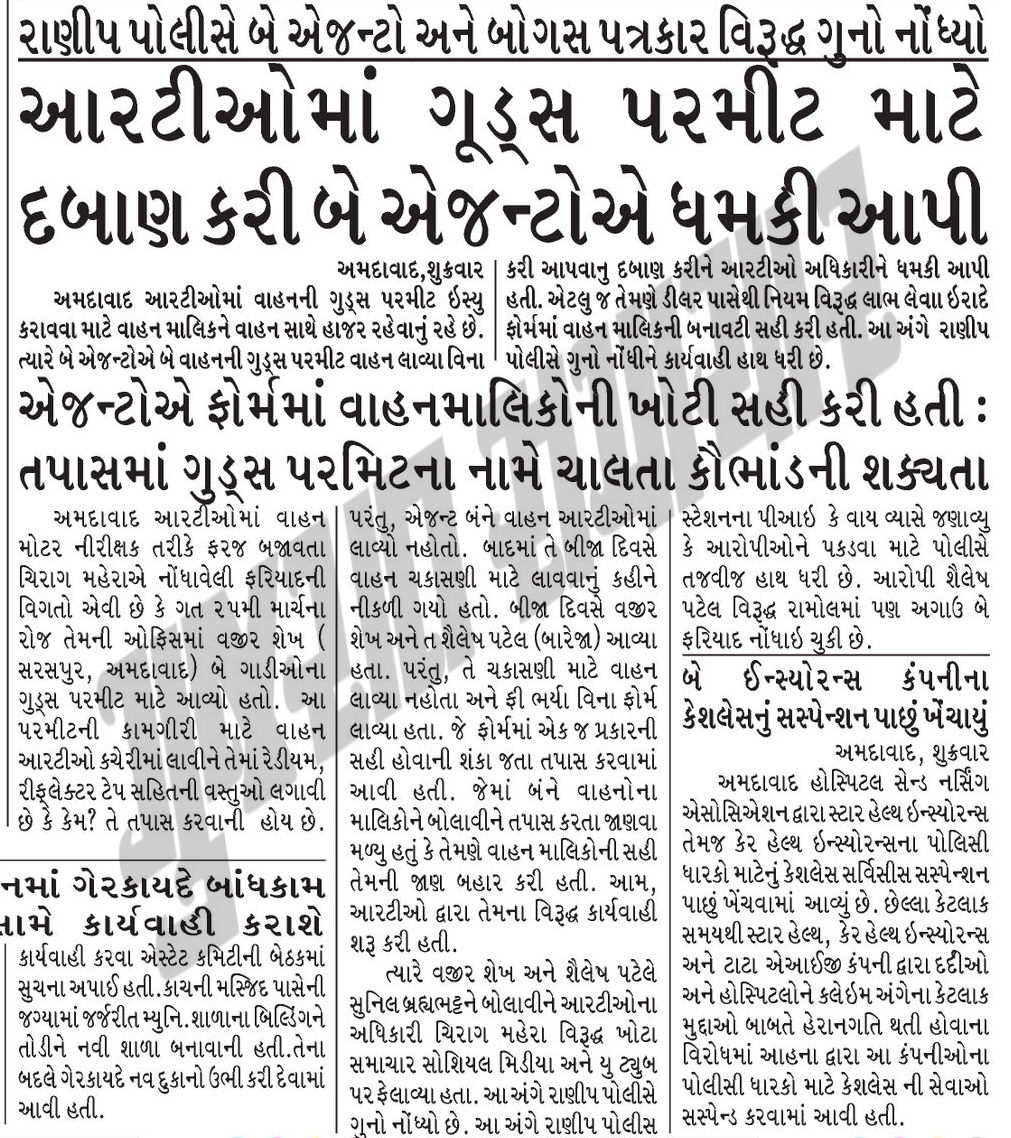 રાણીપ પોલીસે બે એજન્ટો અને બોગસ પત્રકાર વિરૂદ્ધ ગુનો નોંધ્યો
આરટીઓમાં ગૂડ્સ પરમીટ માટે
દબાણ કરી બે એજન્ટોએ ધમકી આપી
અમદાવાદ,શુક્રવાર
અમદાવાદ આરટીઓમાં વાહનની ગુડ્સ પરમીટ ઇસ્યુ
કરાવવા માટે વાહન માલિકને વાહન સાથે હાજર રહેવાનું રહે છે.
ત્યારે બે એજન્ટોએ બે વાહનની ગુડ્સ પરમીટ વાહન લાવ્યા વિના
કરી આપવાનુ દબાણ કરીને આરટીઓ અધિકારીને ધમકી આપી
હતી. એટલુ જ તેમણે ડીલર પાસેથી નિયમ વિરૂદ્ધ લાભ લેવાા ઇરાદે
ફોર્મમાં વાહન માલિકની બનાવટી સહી કરી હતી. આ અંગે રાણીપ
પોલીસે ગુનો નોંધીને કાર્યવાહી હાથ ધરી છે.
એજન્ટોએ ફોર્મમાં વાહનમાલિકોની ખોટી સહી કરી હતી :
તપાસમાં ગુડ્સ પરમિટના નામે ચાલતા કૌભાંડની શક્યતા
અમદાવાદ આરટીઓમાં વાહન
મોટર નીરીક્ષક તરીકે ફરજ બજાવતા
ચિરાગ મહેરાએ નોંધાવેલી ફરિયાદની
વિગતો એવી છે કે ગત ૨૫મી માર્ચના
રોજ તેમની ઓફિસમાં વજીર શેખ (
સરસપુર, અમદાવાદ) બે ગાડીઓના
ગુડ્સ પરમીટ માટે આવ્યો હતો. આ
પરમીટની કામગીરી માટે વાહન
આરટીઓ કચેરીમાં લાવીને તેમાં રેડીયમ,
રીફલેક્ટર ટેપ સહિતની વસ્તુઓ લગાવી
છે કે કેમ? તે તપાસ કરવાની હોય છે.
પરંતુ, એજન્ટ બંને વાહન આરટીઓમાં
લાવ્યો નહોતો. બાદમાં તે બીજા દિવસે
વાહન ચકાસણી માટે લાવવાનું કહીને
નીકળી ગયો હતો. બીજા દિવસે વજીર
શેખ અને ત શૈલેષ પટેલ (બારેજા) આવ્યા
હતા. પરંતુ, તે ચકાસણી માટે વાહન
લાવ્યા નહોતા અને ફી ભર્યા વિના ફોર્મ
લાવ્યા હતા. જે ફોર્મમાં એક જ પ્રકારની
સહી હોવાની શંકા જતા તપાસ કરવામાં
આવી હતી. જેમાં બંને વાહનોના
માલિકોને બોલાવીને તપાસ કરતા જાણવા
મળ્યુ હતું કે તેમણે વાહન માલિકોની સહી
તેમની જાણ બહાર કરી હતી. આમ,
આરટીઓ દ્વારા તેમના વિરૂદ્ધ કાર્યવાહી
શરૂ કરી હતી.
ત્યારે વજીર શેખ અને શૈલેષ પટેલે
સુનિલ બ્રહ્મભટ્ટને બોલાવીને આરટીઓના
અધિકારી ચિરાગ મહેરા વિરૂદ્ધ ખોટા
સમાચાર સોશિયલ મિડીયા અને યુ ટ્યુબ
પર ફેલાવ્યા હતા. આ અંગે રાણીપ પોલીસે
ગુનો નોંધ્યો છે. આ અંગે રાણીપ પોલીસ
સ્ટેશનના પીઆઇ કે વાય વ્યાસે જણાવ્યુ
કે આરોપીઓને પકડવા માટે પોલીસે
તજવીજ હાથ ધરી છે. આરોપી શૈલેષ
પટેલ વિરૂદ્ધ રામોલમાં પણ અગાઉ બે
ફરિયાદ નોંધાઇ ચુકી છે.
બે ઈન્સ્યોરન્સ કંપનીના
કેશલેસનું સસ્પેન્શન પાછું ખેંચાયું
અમદાવાદ, શુક્રવાર
અમદાવાદ હોસ્પિટલ સેન્ડ નર્સિંગ
એસોસિએશન દ્વારા સ્ટાર હેલ્થ ઇન્સ્યોરન્સ
તેમજ કેર હેલ્થ ઇન્સ્યોરન્સના પોલિસી
ધારકો માટેનું કેશલેસ સર્વિસીસ સસ્પેન્શન
પાછું ખેંચવામાં આવ્યું છે. છેલ્લા કેટલાક
સમયથી સ્ટાર હેલ્થ, કેર હેલ્થ ઇન્સ્યોરન્સ
અને ટાટા એઆઈજી કંપની દ્વારા દર્દીઓ
અને હોસ્પિટલોને કલેઇમ અંગેના કેટલાક
મુદ્દાઓ બાબતે હેરાનગતિ થતી હોવાના
વિરોધમાં આહના દ્વારા આ કંપનીઓના
પોલીસી ધારકો માટે કેશલેસ ની સેવાઓ
સસ્પેન્ડ કરવામાં આવી હતી.
નમાં ગેરકાયદે બાંધકામ
સામે કાર્યવાહી કરાશે
કાર્યવાહી કરવા એસ્ટેટ કમિટીની બેઠકમાં
સુચના અપાઈ હતી.કાચની મસ્જિદ પાસેની
જગ્યામાં જર્જરીત મ્યુનિ.શાળાના બિલ્ડિંગને
તોડીને નવી શાળા બનાવાની હતી.તેના
બદલે ગેરકાયદે નવ દુકાનો ઉભી કરી દેવામાં
આવી હતી.
ગુજરાત સમાચાર